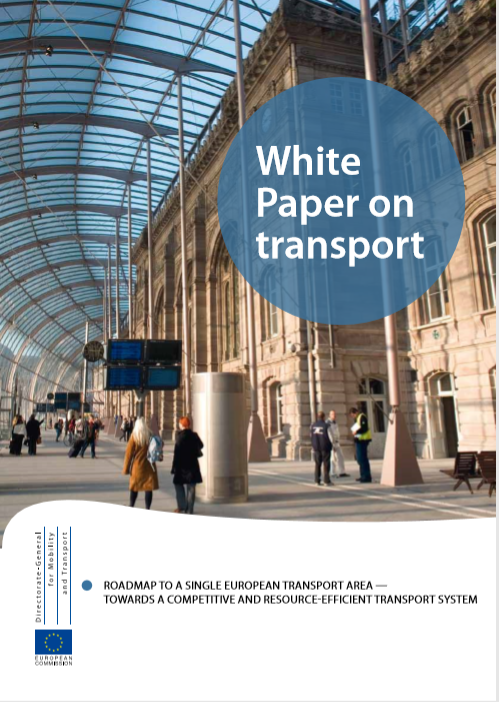 White
Paper on
transport
Directorate-General
for Mobility
and Transport
ROADMAP TO A SINGLE EUROPEAN TRANSPORT AREA —
TOWARDS A COMPETITIVE AND RESOURCE-EFFICIENT TRANSPORT SYSTEM
EUROPEAN
COMMISSION